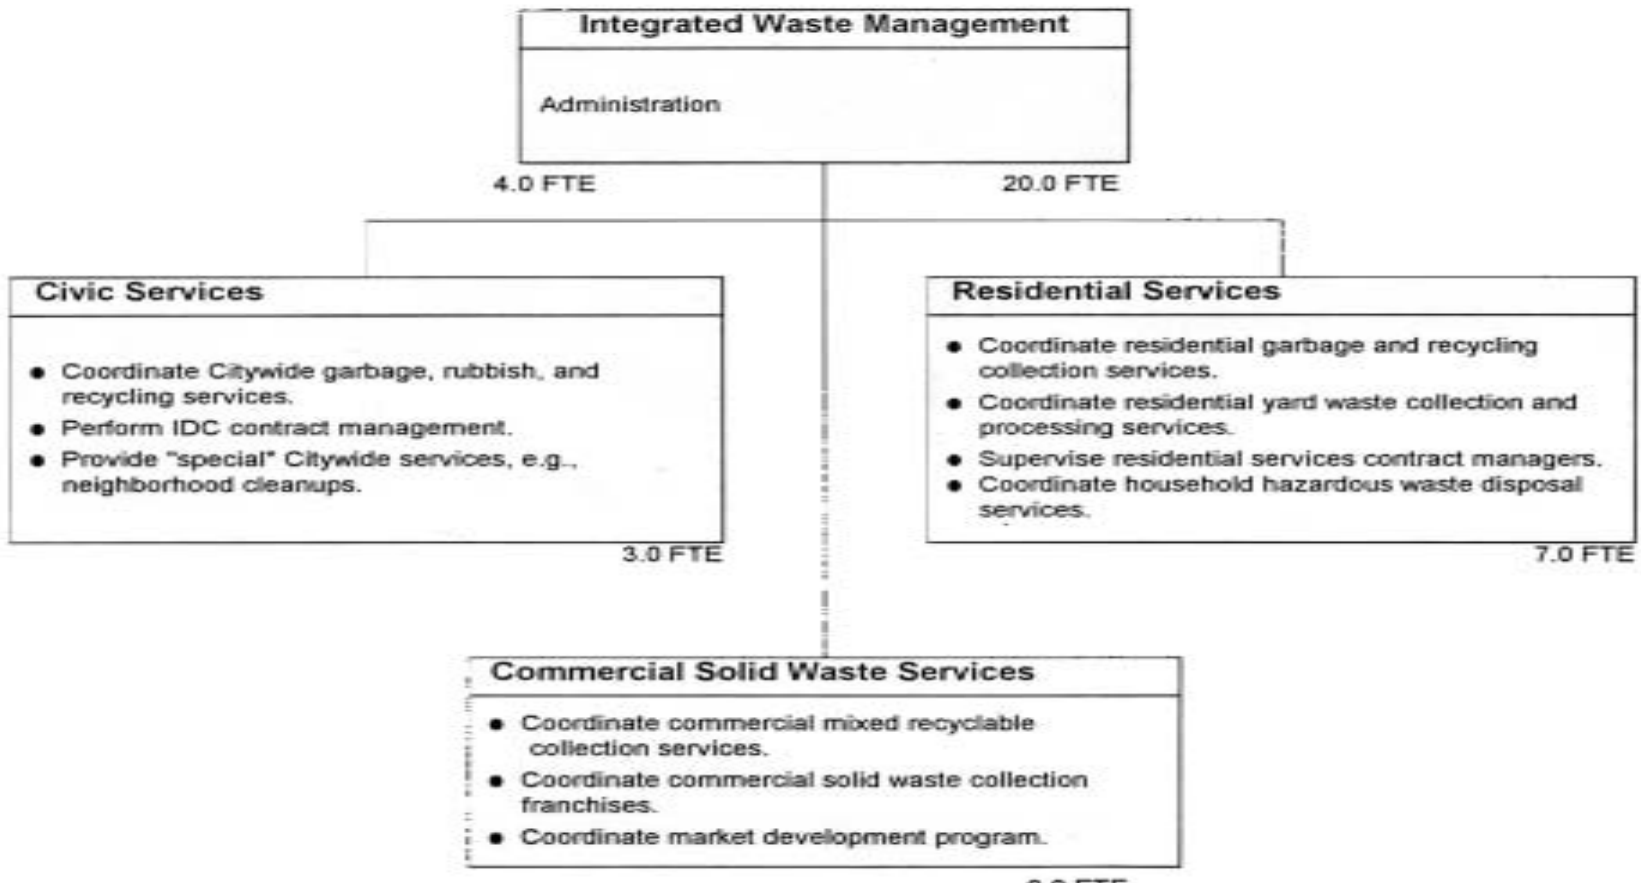 Integrated Waste Management
Administration
4.0 FTE
20.0 FTE
Civic Services
● Coordinate Citywide garbage, rubbish, and
recycling services.
● Perform IDC contract management.
● Provide "special" Citywide services, e.g.,
neighborhood cleanups.
3.0 FTE
Residential Services
● Coordinate residential garbage and recycling
collection services.
● Coordinate residential yard waste collection and
processing services.
● Supervise residential services contract managers.
● Coordinate household hazardous waste disposal
services.
7.0 FTE
Commercial Solid Waste Services
● Coordinate commercial mixed recyclable
collection services.
● Coordinate commercial solid waste collection
franchises.
● Coordinate market development program.
FTE